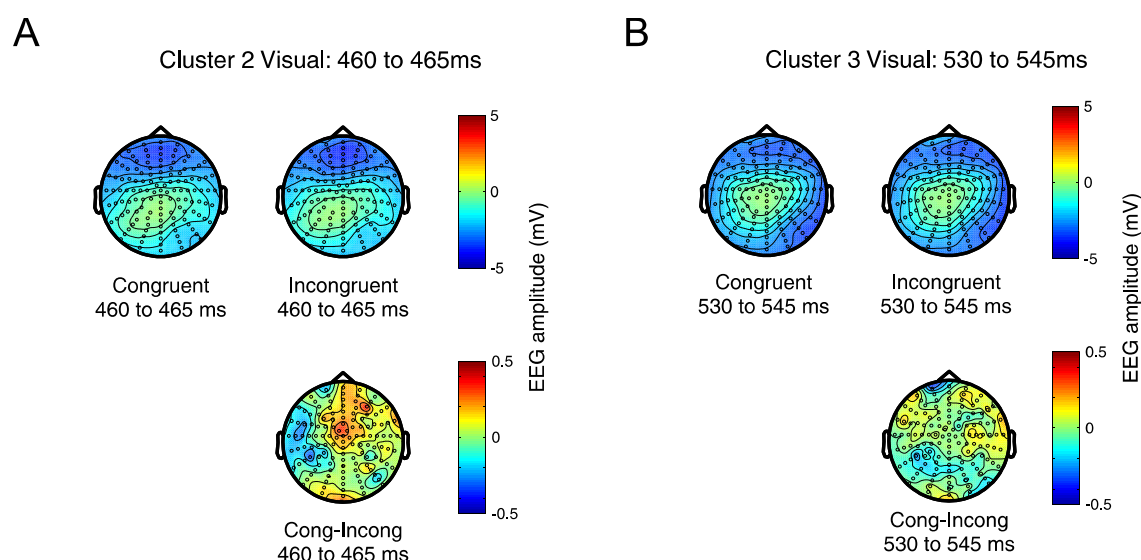 A
Cluster 2 Visual: 460 to 465ms
5
0
-5
EEG amplitude (mV)
Congruent
460 to 465 ms
Incongruent
460 to 465 ms
0.5
0
-0.5
Cong-Incong
460 to 465 ms
B
Cluster 3 Visual: 530 to 545ms
5
0
-5
EEG amplitude (mV)
Congruent
530 to 545 ms
Incongruent
530 to 545 ms
0.5
0
-0.5
Cong-Incong
530 to 545 ms